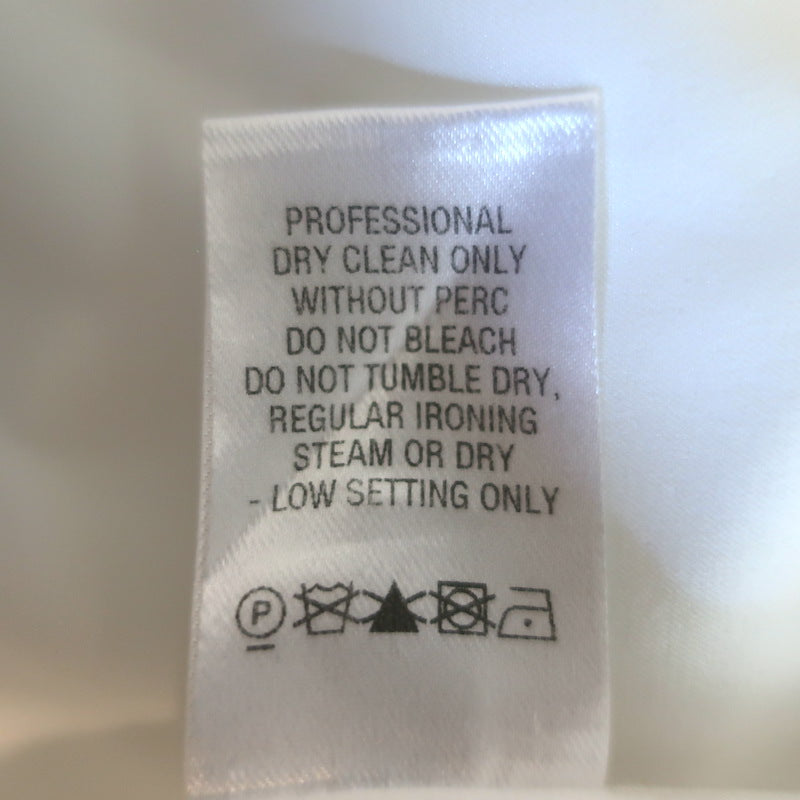 PROFESSIONAL
DRY CLEAN ONLY
WITHOUT PERC
DO NOT BLEACH
DO NOT TUMBLE DRY,
REGULAR IRONING
STEAM OR DRY
- LOW SETTING ONLY
P